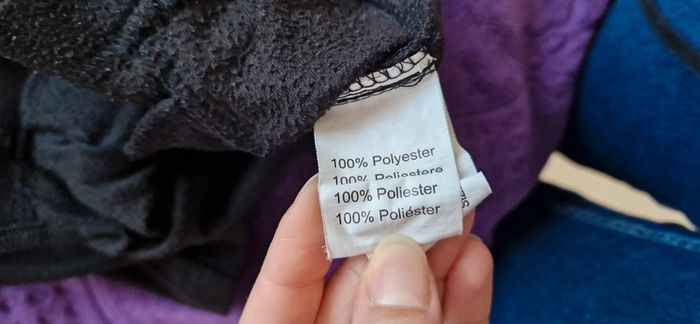 100% Polyester
100% Poliestere
100% Poliester
100% Poliéster